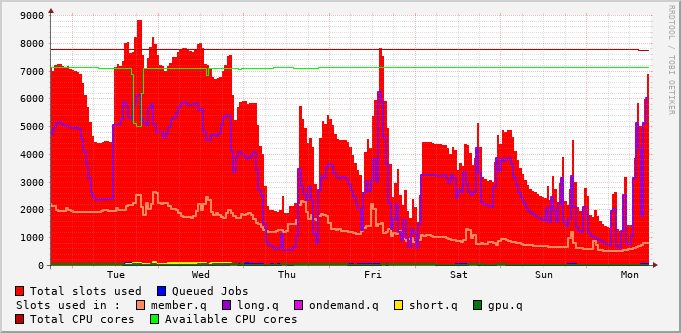 RRDTOOL / TOBI OETIKER
9000
8000
7000
6000
5000
4000
3000
2000
1000
0
Tue Wed Thu Fri Sat Sun Mon
Total slots used Queued Jobs
Slots used in : member.q long.q ondemand.q short.q gpu.q
Total CPU cores Available CPU cores